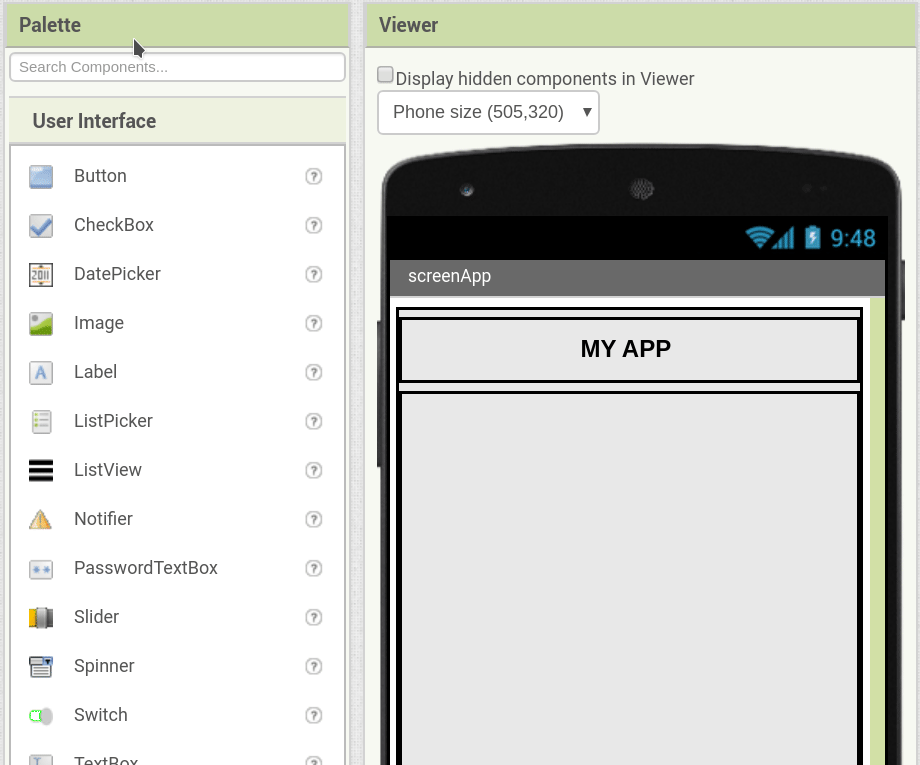 Palette
Search Components...
User Interface
Button
?
CheckBox
?
2011
DatePicker
?
Image
?
A
Label
?
ListPicker
?
ListView
?
Notifier
?
PasswordTextBox
?
Slider
?
Spinner
?
Switch
?
TextBox
Viewer
Display hidden components in Viewer
Phone size (505,320)
9:48
screenApp
MY APP